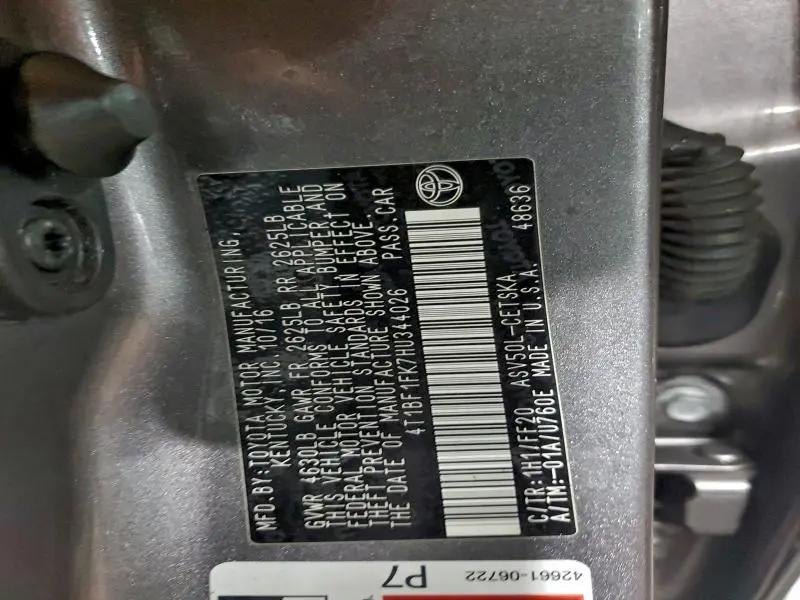 MFD.BY:TOYOTA MOTOR MANUFACTURING,
KENTUCKY, INC. 10/16
GVWR 4630LB GAWR FR 2625LB RR 2625LB
THIS VEHICLE CONFORMS TO ALL APPLICABLE
FEDERAL MOTOR VEHICLE SAFETY, BUMPER, AND
THEFT PREVENTION STANDARDS IN EFFECT ON
THE DATE OF MANUFACTURE SHOWN ABOVE.
4T1BF1FK7HU344026 PASS.CAR
C/TR:1H1/FE20 ASV50L-CETSKA
A/TM:-01A/U760E MADE IN U.S.A. 48636
P7
42661-06722